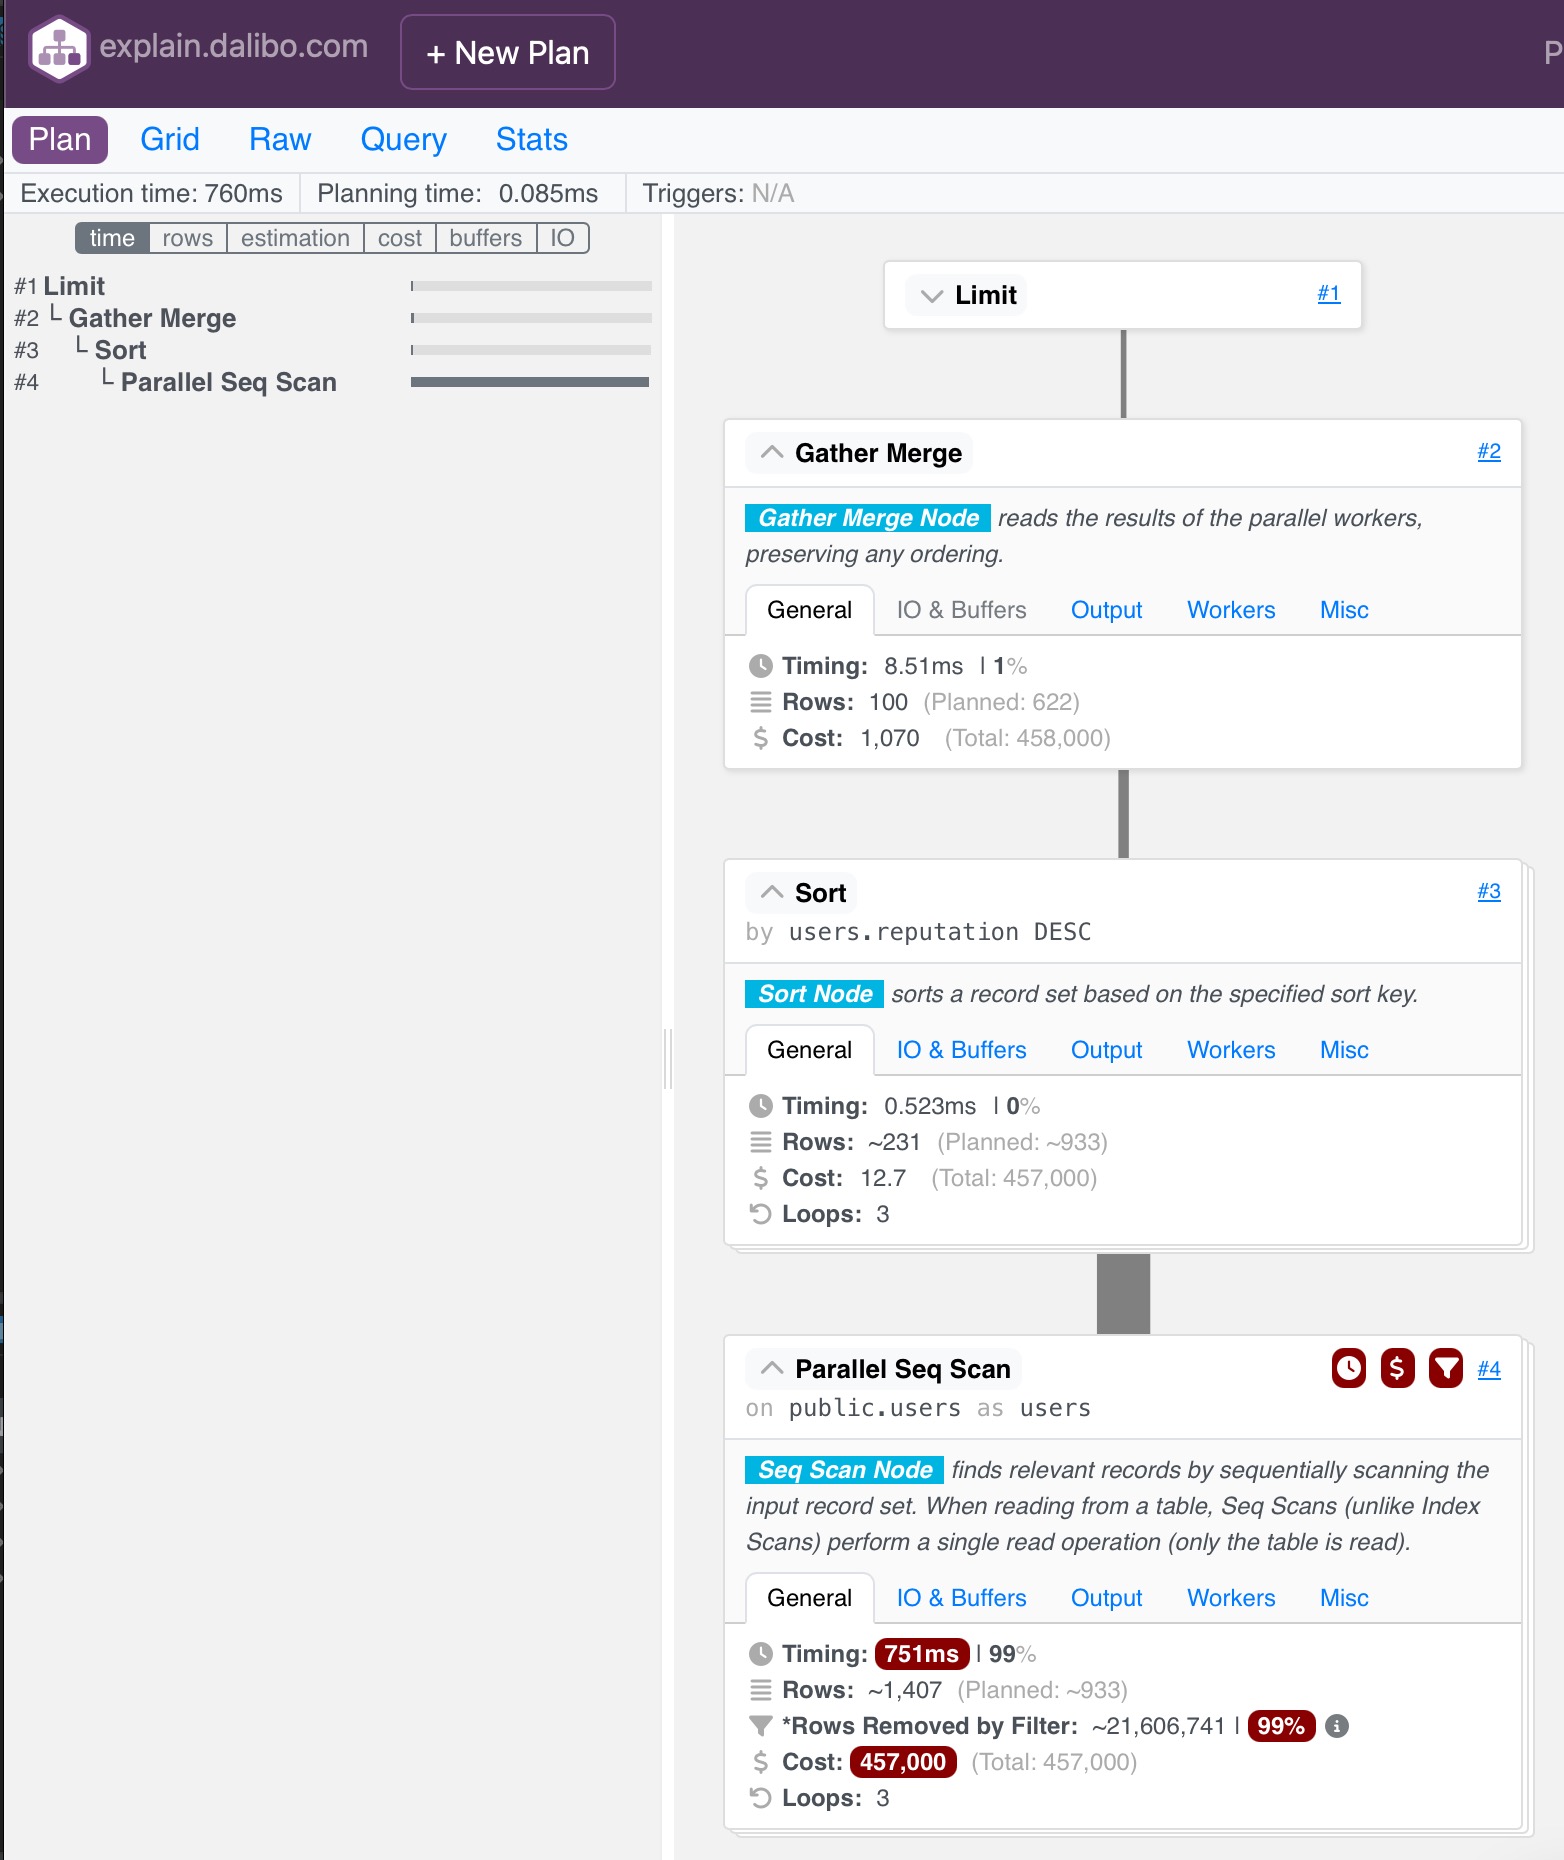 explain.dalibo.com
+ New Plan
P
Plan Grid Raw Query Stats
Execution time: 760ms Planning time: 0.085ms Triggers: N/A
time rows estimation cost buffers IO
#1 Limit
#2 └ Gather Merge
#3 └ Sort
#4 └ Parallel Seq Scan
Limit #1
Gather Merge #2
Gather Merge Node reads the results of the parallel workers,
preserving any ordering.
General IO & Buffers Output Workers Misc
Timing: 8.51ms | 1%
Rows: 100 (Planned: 622)
$ Cost: 1,070 (Total: 458,000)
Sort #3
by users.reputation DESC
Sort Node sorts a record set based on the specified sort key.
General IO & Buffers Output Workers Misc
Timing: 0.523ms | 0%
Rows: ~231 (Planned: ~933)
$ Cost: 12.7 (Total: 457,000)
Loops: 3
Parallel Seq Scan $ #4
on public.users as users
Seq Scan Node finds relevant records by sequentially scanning the
input record set. When reading from a table, Seq Scans (unlike Index
Scans) perform a single read operation (only the table is read).
General IO & Buffers Output Workers Misc
Timing: 751ms | 99%
Rows: ~1,407 (Planned: ~933)
*Rows Removed by Filter: ~21,606,741 | 99%
$ Cost: 457,000 (Total: 457,000)
Loops: 3